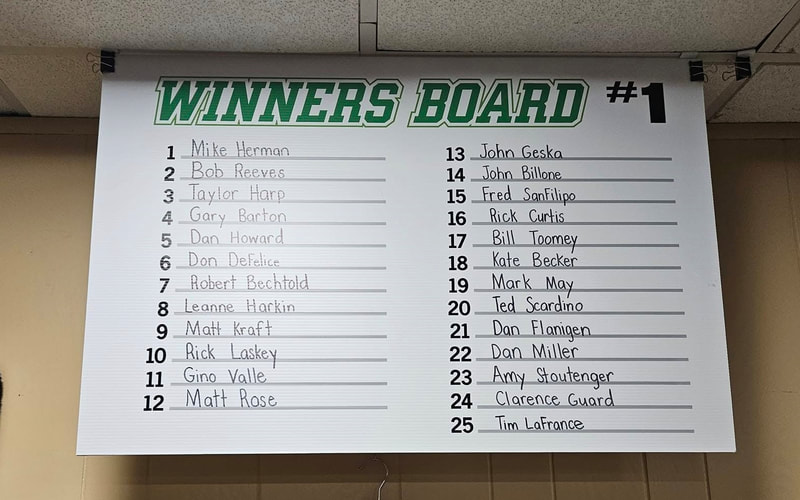 WINNERS BOARD #1
1 Mike Herman
2 Bob Reeves
3 Taylor Harp
4 Gary Barton
5 Dan Howard
6 Don DeFelice
7 Robert Bechtold
8 Leanne Harkin
9 Matt Kraft
10 Rick Laskey
11 Gino Valle
12 Matt Rose
13 John Geska
14 John Billone
15 Fred SanFilipo
16 Rick Curtis
17 Bill Toomey
18 Kate Becker
19 Mark May
20 Ted Scardino
21 Dan Flanigen
22 Dan Miller
23 Amy Stoutenger
24 Clarence Guard
25 Tim LaFrance